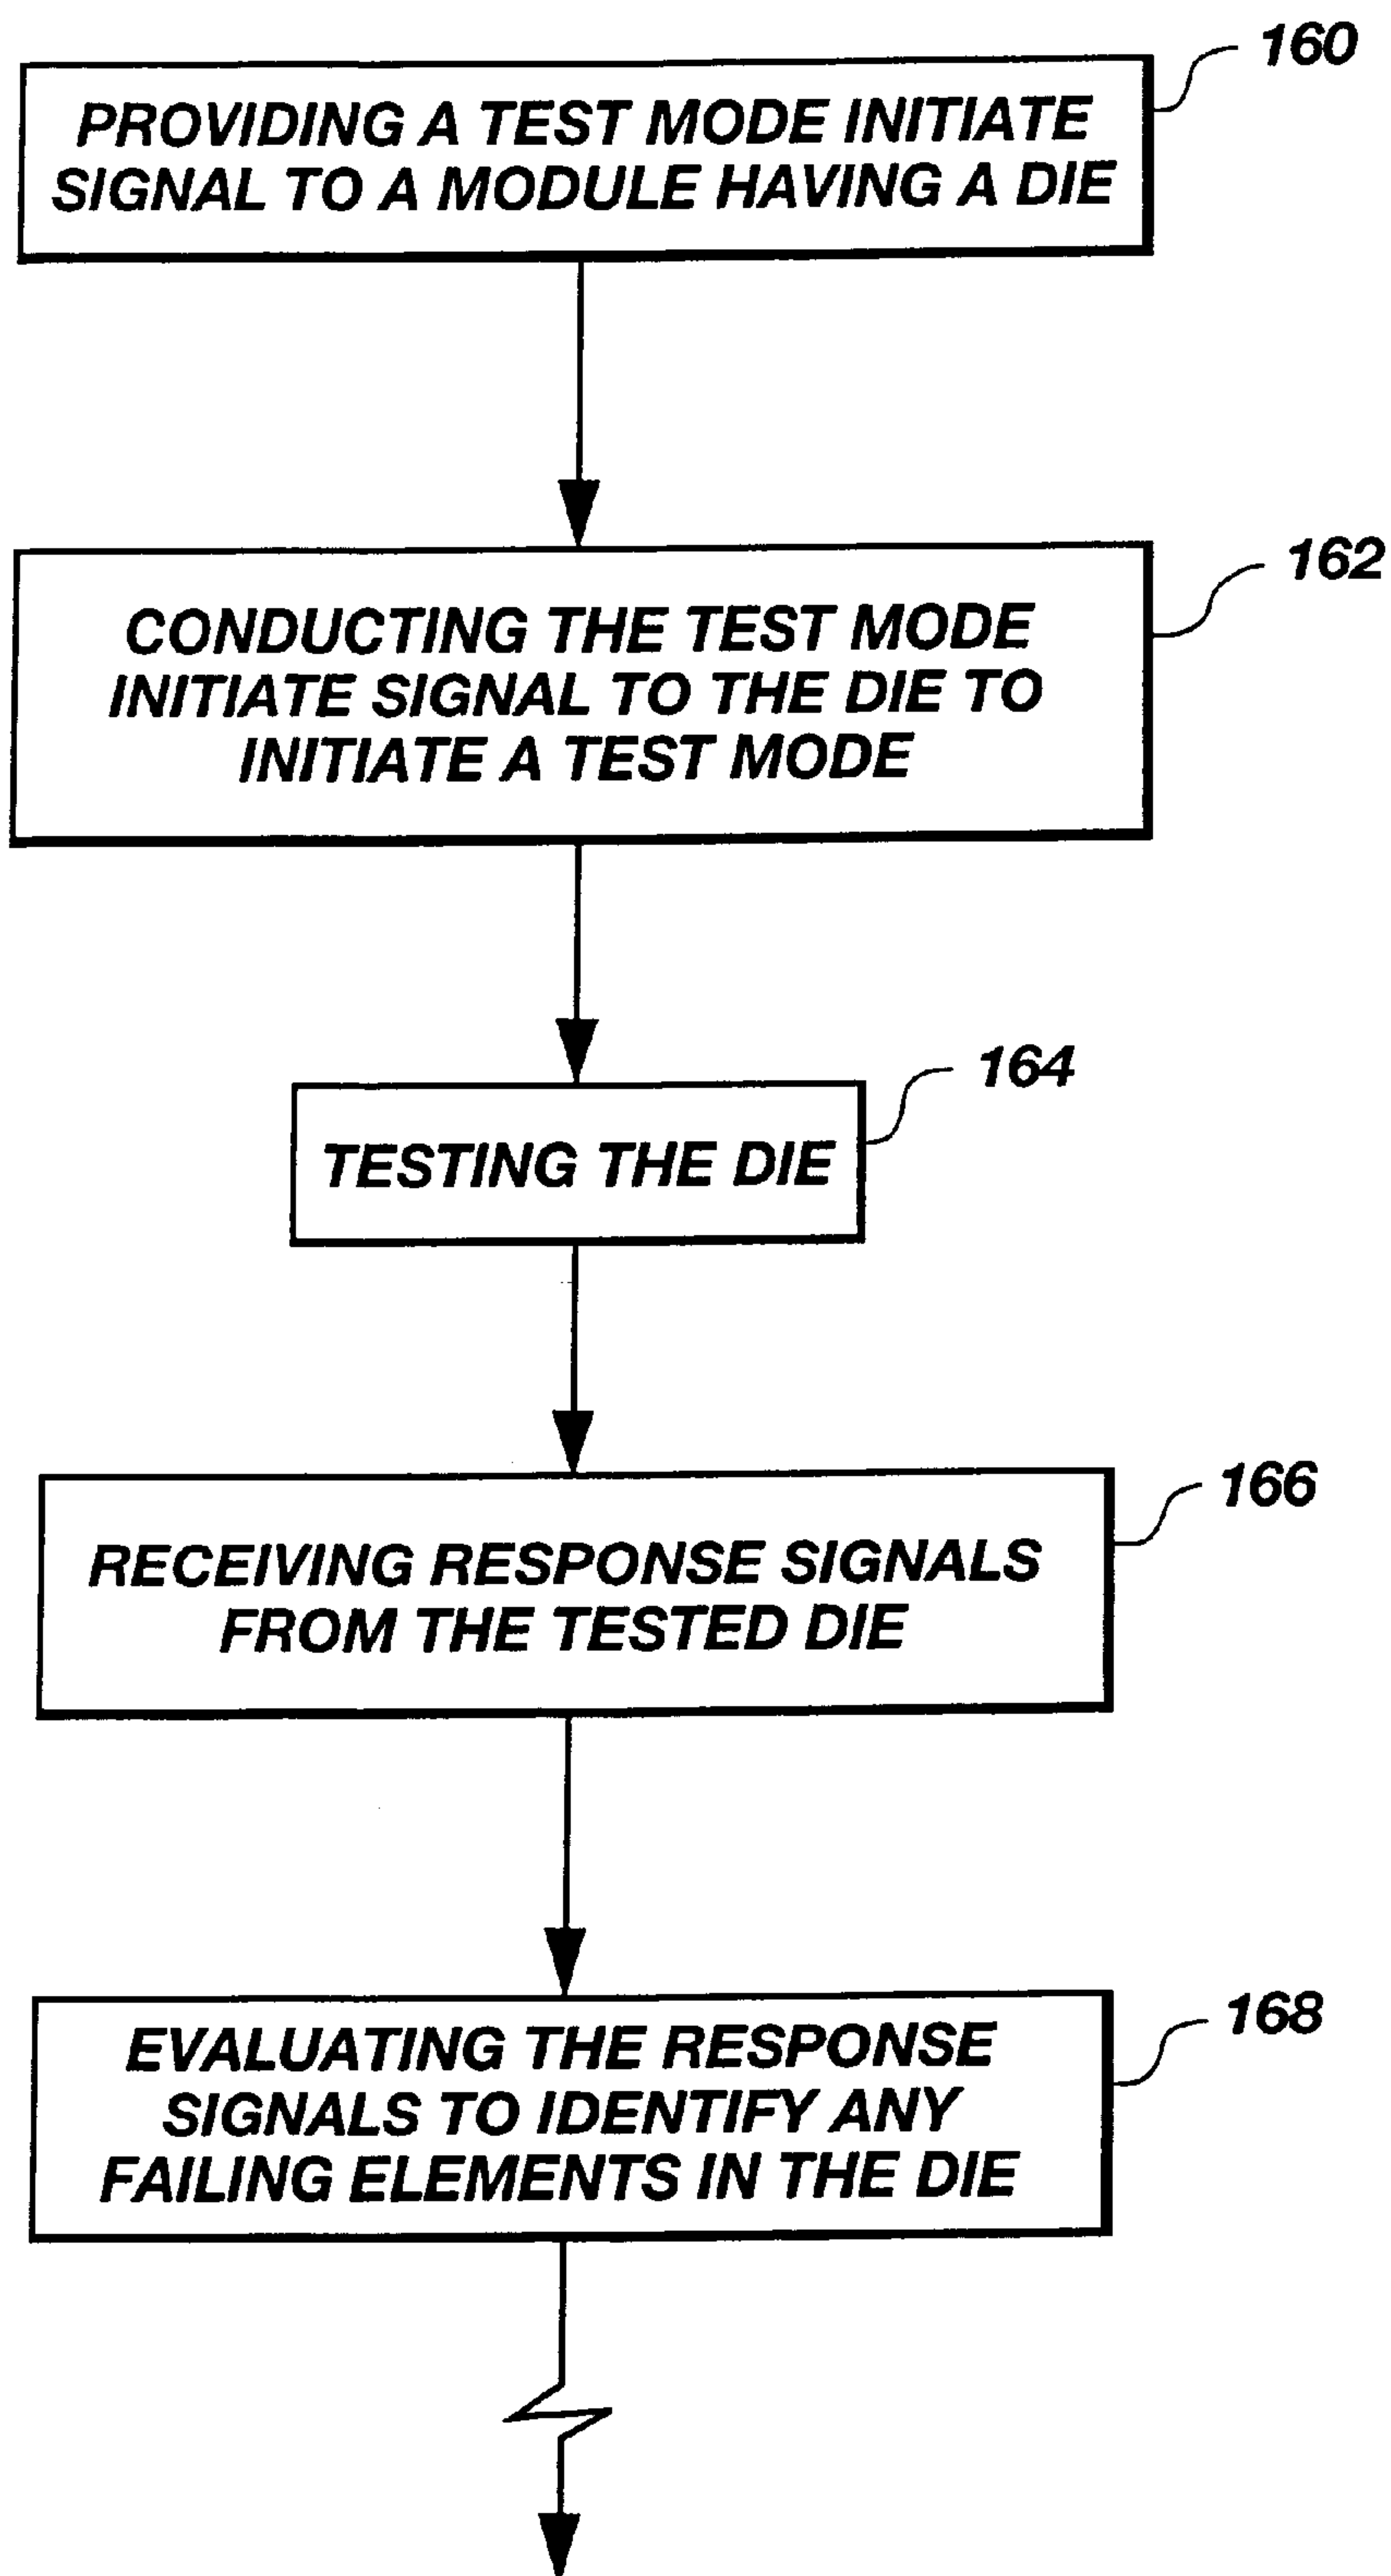 160
PROVIDING A TEST MODE INITIATE
SIGNAL TO A MODULE HAVING A DIE
162
CONDUCTING THE TEST MODE
INITIATE SIGNAL TO THE DIE TO
INITIATE A TEST MODE
164
TESTING THE DIE
166
RECEIVING RESPONSE SIGNALS
FROM THE TESTED DIE
168
EVALUATING THE RESPONSE
SIGNALS TO IDENTIFY ANY
FAILING ELEMENTS IN THE DIE